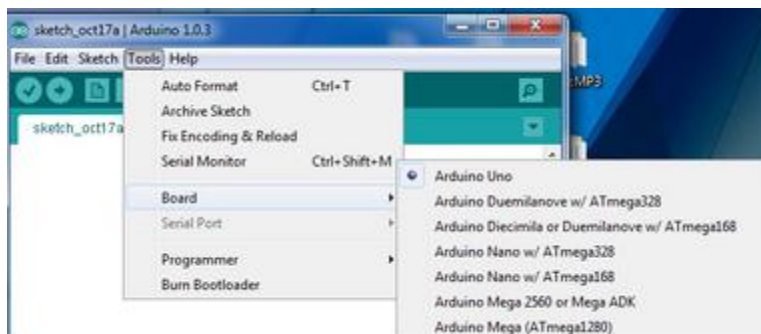 sketch_oct17a | Arduino 1.0.3
File Edit Sketch Tools Help
sketch_oct17a
Auto Format Ctrl+T
Archive Sketch
Fix Encoding & Reload
Serial Monitor Ctrl+Shift+M
Board
Serial Port
Programmer
Burn Bootloader
Arduino Uno
Arduino Duemilanove w/ ATmega328
Arduino Diecimila or Duemilanove w/ ATmega168
Arduino Nano w/ ATmega328
Arduino Nano w/ ATmega168
Arduino Mega 2560 or Mega ADK
Arduino Mega (ATmega1280)